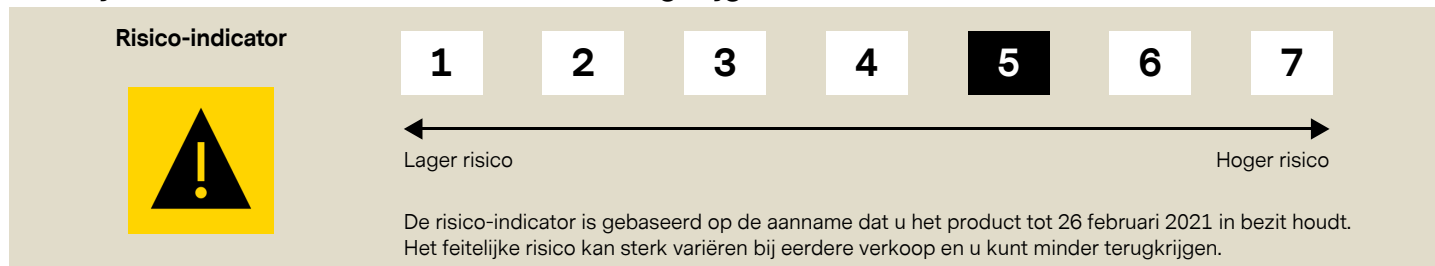 Risico-indicator
1 2 3 4 5 6 7
Lager risico Hoger risico
De risico-indicator is gebaseerd op de aanname dat u het product tot 26 februari 2021 in bezit houdt.
Het feitelijke risico kan sterk variëren bij eerdere verkoop en u kunt minder terugkrijgen.